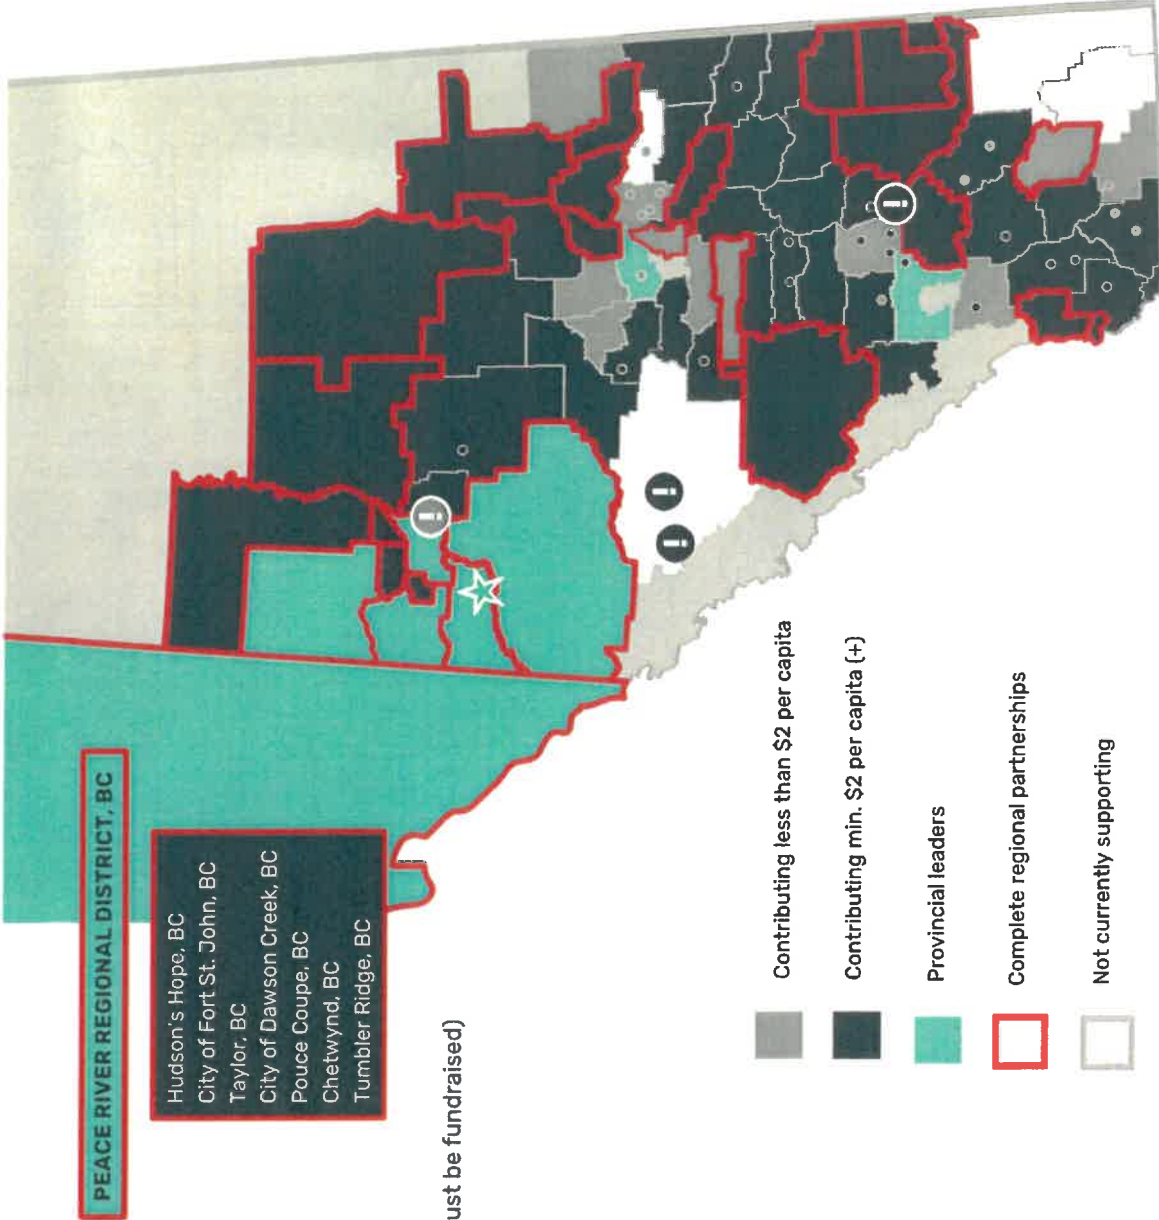 PEACE RIVER REGIONAL DISTRICT, BC
Hudson's Hope, BC
City of Fort St. John, BC
Taylor, BC
City of Dawson Creek, BC
Pouce Coupe, BC
Chetwynd, BC
Tumbler Ridge, BC
ust be fundraised)
i
i
i
i
Contributing less than $2 per capita
Contributing min. $2 per capita (+)
Provincial leaders
Complete regional partnerships
Not currently supporting